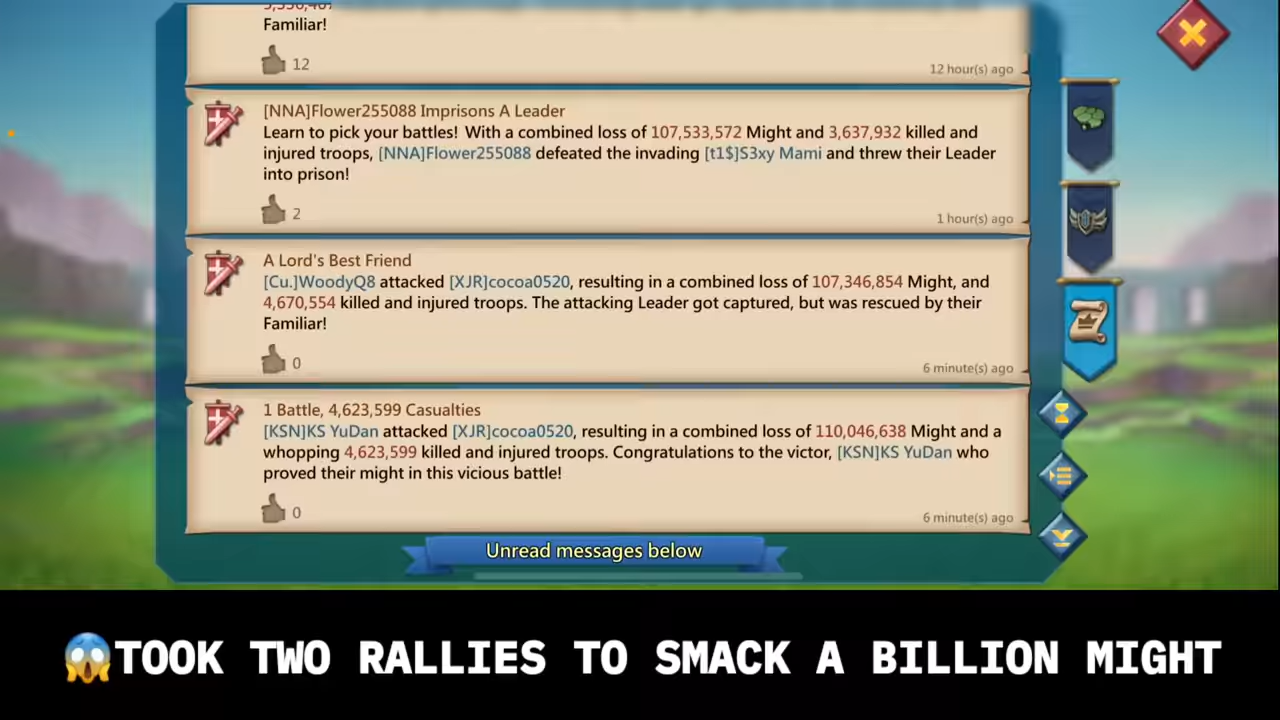 Familiar!
12
12 hour(s) ago
[NNA]Flower255088 Imprisons A Leader
Learn to pick your battles! With a combined loss of 107,533,572 Might and 3,637,932 killed and
injured troops, [NNA]Flower255088 defeated the invading [t1$]S3xy Mami and threw their Leader
into prison!
2
1 hour(s) ago
A Lord's Best Friend
[Cu.]WoodyQ8 attacked [XJR]cocoa0520, resulting in a combined loss of 107,346,854 Might, and
4,670,554 killed and injured troops. The attacking Leader got captured, but was rescued by their
Familiar!
0
6 minute(s) ago
1 Battle, 4,623,599 Casualties
[KSN]KS YuDan attacked [XJR]cocoa0520, resulting in a combined loss of 110,046,638 Might and a
whopping 4,623,599 killed and injured troops. Congratulations to the victor, [KSN]KS YuDan who
proved their might in this vicious battle!
0
6 minute(s) ago
Unread messages below
😱TOOK TWO RALLIES TO SMACK A BILLION MIGHT